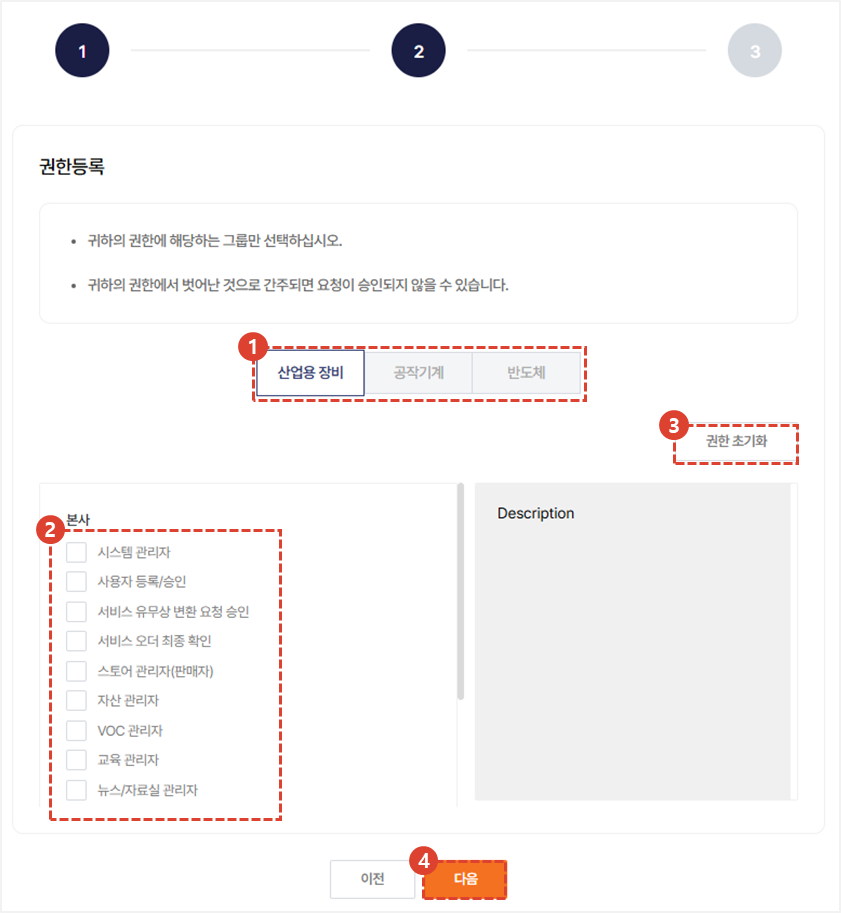 1
2
3
권한등록
• 귀하의 권한에 해당하는 그룹만 선택하십시오.
• 귀하의 권한에서 벗어난 것으로 간주되면 요청이 승인되지 않을 수 있습니다.
1
산업용 장비 공작기계 반도체
3
권한 초기화
본사
2
시스템 관리자
사용자 등록/승인
서비스 유무상 변환 요청 승인
서비스 오더 최종 확인
스토어 관리자(판매자)
자산 관리자
VOC 관리자
교육 관리자
뉴스/자료실 관리자
Description
이전
4
다음